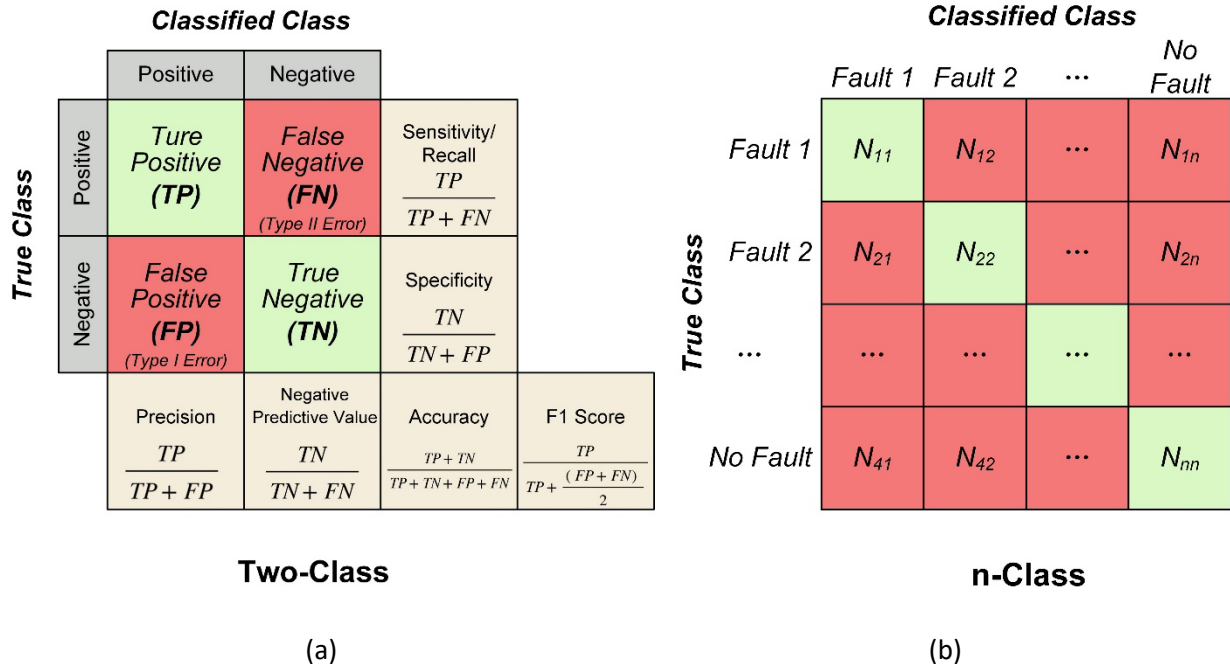 Classified Class
Positive
Negative
True Class
Positive
Ture
Positive
(TP)
False
Negative
(FN)
(Type II Error)
Sensitivity/
Recall
TP
TP + FN
Negative
False
Positive
(FP)
(Type I Error)
True
Negative
(TN)
Specificity
TN
TN + FP
Precision
TP
TP + FP
Negative
Predictive Value
TN
TN + FN
Accuracy
TP + TN
TP + TN + FP + FN
F1 Score
TP
TP + (FP + FN)
2
Two-Class
(a)
Classified Class
Fault 1 Fault 2 ... No
Fault
True Class
Fault 1 N11 N12 ... N1n
Fault 2 N21 N22 ... N2n
... ... ... ... ...
No Fault N41 N42 ... Nnn
n-Class
(b)